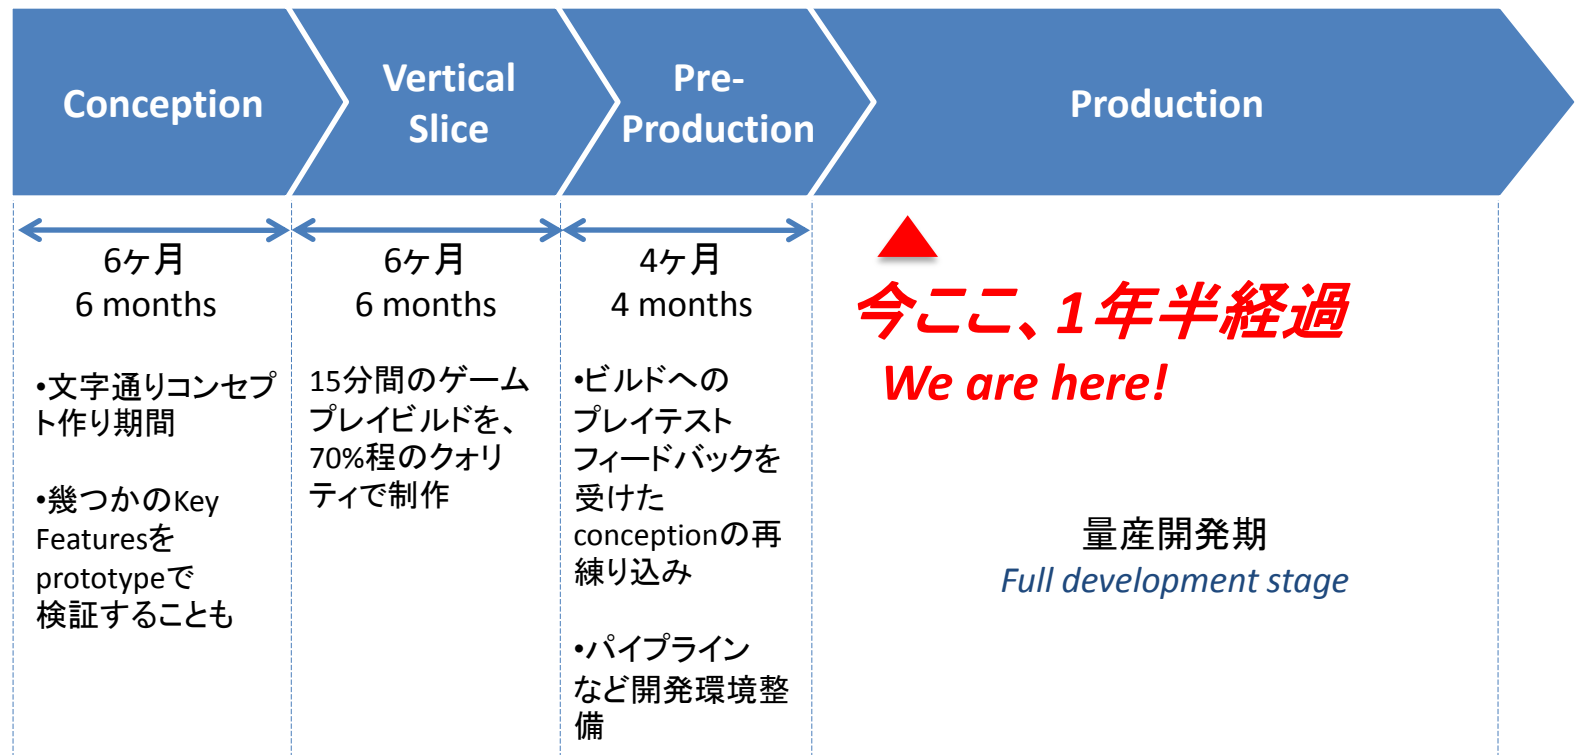 Conception
Vertical
Slice
Pre-
Production
Production
6ヶ月
6 months
6ヶ月
6 months
4ヶ月
4 months
今ここ、1年半経過
We are here!
•文字通りコンセプ
ト作り期間
•幾つかのKey
Featuresを
prototypeで
検証することも
15分間のゲーム
プレイビルドを、
70%程のクォリ
ティで制作
•ビルドへの
プレイテスト
フィードバックを
受けた
conceptionの再
練り込み
•パイプライン
など開発環境整
備
量産開発期
Full development stage